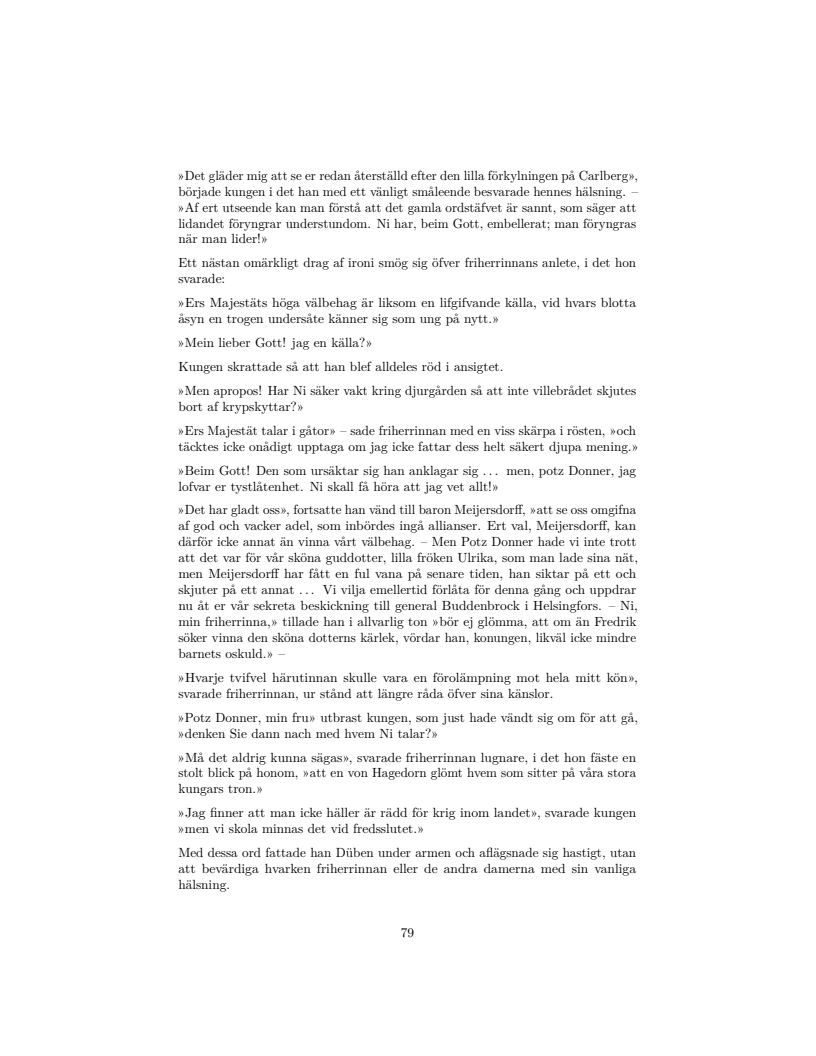 »Det gläder mig att se er redan återställd efter den lilla förkylningen på Carlberg»,
började kungen i det han med ett vänligt småleende besvarade hennes hälsning. –
»Af ert utseende kan man förstå att det gamla ordstäfvet är sannt, som säger att
lidandet föryngrar understundom. Ni har, beim Gott, embellerat; man föryngras
när man lider!»
Ett nästan omärkligt drag af ironi smög sig öfver friherrinnans anlete, i det hon
svarade:
»Ers Majestäts höga välbehag är liksom en lifgifvande källa, vid hvars blotta
åsyn en trogen undersåte känner sig som ung på nytt.»
»Mein lieber Gott! jag en källa?»
Kungen skrattade så att han blef alldeles röd i ansigtet.
»Men apropos! Har Ni säker vakt kring djurgården så att inte villebrådet skjutes
bort af krypskyttar?»
»Ers Majestät talar i gåtor» – sade friherrinnan med en viss skärpa i rösten, »och
täcktes icke onådigt upptaga om jag icke fattar dess helt säkert djupa mening.»
»Beim Gott! Den som ursäktar sig han anklagar sig ... men, potz Donner, jag
lofvar er tystlåtenhet. Ni skall få höra att jag vet allt!»
»Det har gladt oss», fortsatte han vänd till baron Meijersdorff, »att se oss omgifna
af god och vacker adel, som inbördes ingå allianser. Ert val, Meijersdorff, kan
därför icke annat än vinna vårt välbehag. – Men Potz Donner hade vi inte trott
att det var för vår sköna guddotter, lilla fröken Ulrika, som man lade sina nät,
men Meijersdorff har fått en ful vana på senare tiden, han siktar på ett och
skjuter på ett annat ... Vi vilja emellertid förlåta för denna gång och uppdrar
nu åt er vår sekreta beskickning till general Buddenbrock i Helsingfors. – Ni,
min friherrinna,» tillade han i allvarlig ton »bör ej glömma, att om än Fredrik
söker vinna den sköna dotterns kärlek, vördar han, konungen, likväl icke mindre
barnets oskuld.» –
»Hvarje tvifvel härutinnan skulle vara en förolämpning mot hela mitt kön»,
svarade friherrinnan, ur stånd att längre råda öfver sina känslor.
»Potz Donner, min fru» utbrast kungen, som just hade vändt sig om för att gå,
»denken Sie dann nach med hvem Ni talar?»
»Må det aldrig kunna sägas», svarade friherrinnan lugnare, i det hon fäste en
stolt blick på honom, »att en von Hagedorn glömt hvem som sitter på våra stora
kungars tron.»
»Jag finner att man icke häller är rädd för krig inom landet», svarade kungen
»men vi skola minnas det vid fredsslutet.»
Med dessa ord fattade han Düben under armen och aflägsnade sig hastigt, utan
att bevärdiga hvarken friherrinnan eller de andra damerna med sin vanliga
hälsning.
79